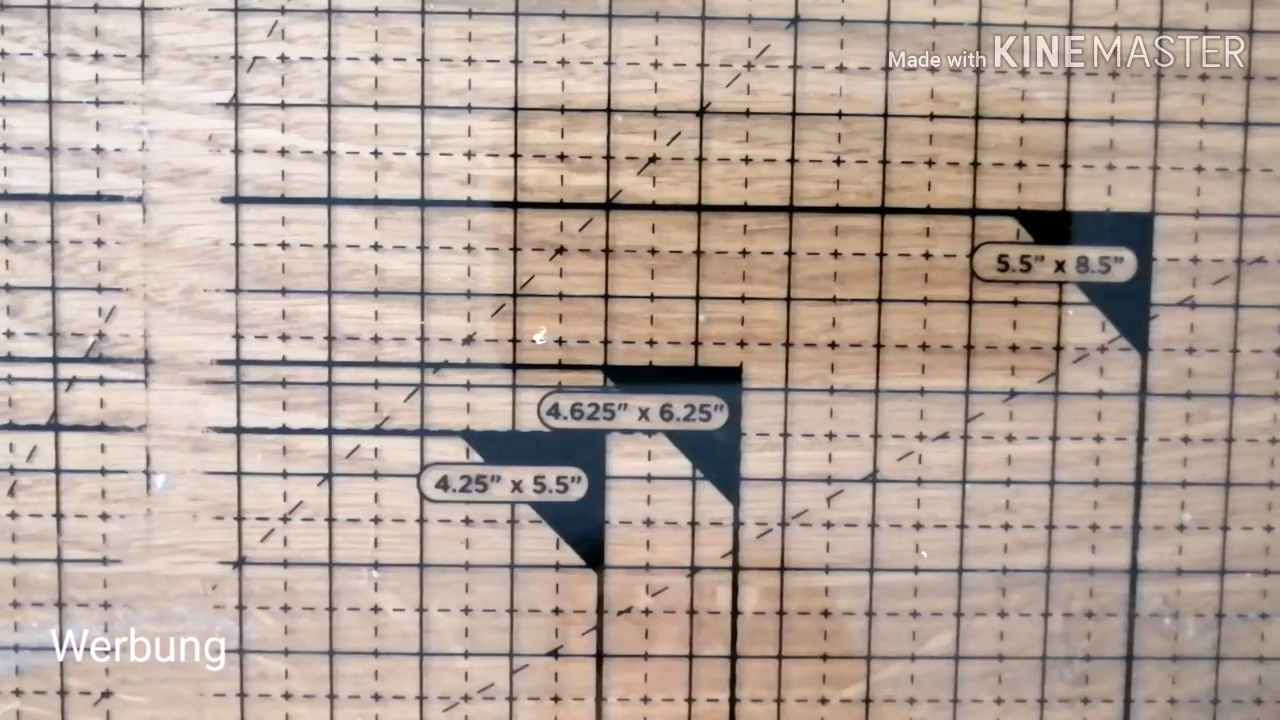 Made with KINEMASTER
5.5" x 8.5"
4.625" x 6.25"
4.25" x 5.5"
Werbung